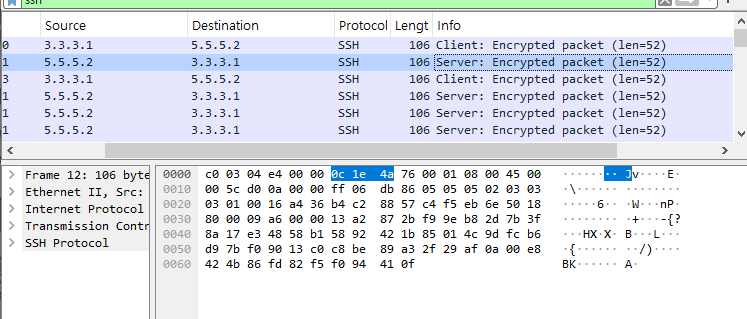 ssh
Source Destination Protocol Lengt Info
0 3.3.3.1 5.5.5.2 SSH 106 Client: Encrypted packet (len=52)
1 5.5.5.2 3.3.3.1 SSH 106 Server: Encrypted packet (len=52)
3 3.3.3.1 5.5.5.2 SSH 106 Client: Encrypted packet (len=52)
1 5.5.5.2 3.3.3.1 SSH 106 Server: Encrypted packet (len=52)
1 5.5.5.2 3.3.3.1 SSH 106 Server: Encrypted packet (len=52)
1 5.5.5.2 3.3.3.1 SSH 106 Server: Encrypted packet (len=52)
Frame 12: 106 byte
Ethernet II, Src:
Internet Protocol
Transmission Contr
SSH Protocol
0000 c0 03 04 e4 00 00 0c 1e 4a 76 00 01 08 00 45 00 ········Jv····E·
0010 00 5c d0 0a 00 00 ff 06 db 86 05 05 05 02 03 03 ·\··············
0020 03 01 00 16 a4 36 b4 c2 88 57 c4 f5 eb 6e 50 18 ·····6···W···nP·
0030 80 00 09 a6 00 00 13 a2 87 2b f9 9e b8 2d 7b 3f ·········+···-{?
0040 8a 17 e3 48 58 b1 58 92 42 1b 85 01 4c 9d fc b6 ···HX·X·B···L···
0050 d9 7b f0 90 13 c0 c8 be 89 a3 2f 29 af 0a 00 e8 ·{········/)····
0060 42 4b 86 fd 82 f5 f0 94 41 0f BK······A·